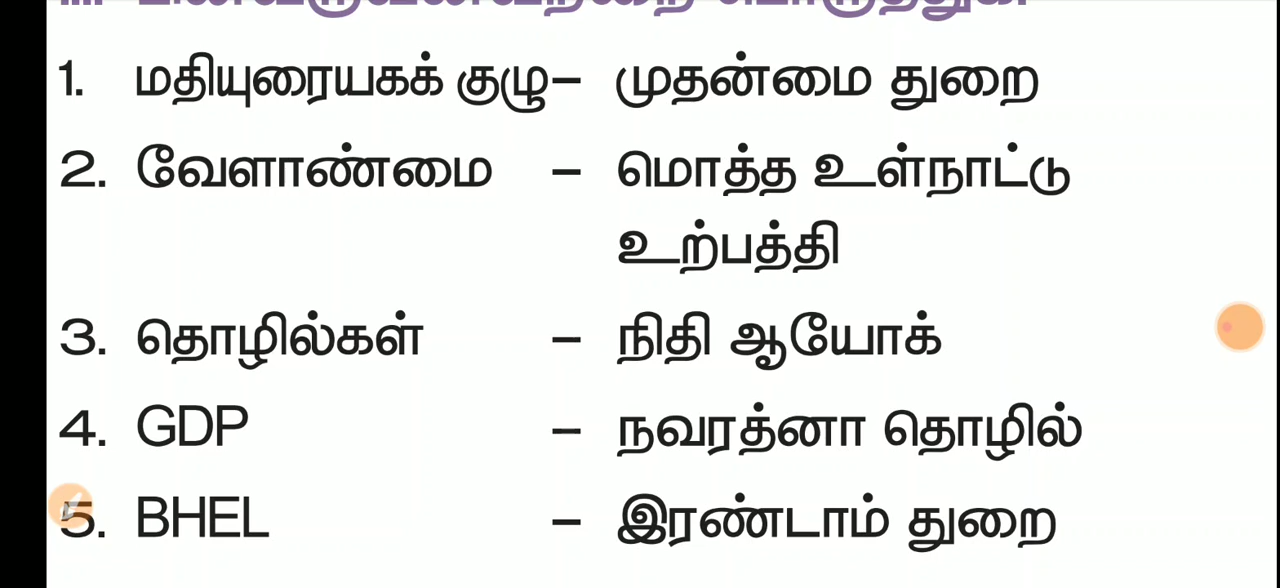 1. மதியுரையகக் குழு– முதன்மை துறை
2. வேளாண்மை – மொத்த உள்நாட்டு
உற்பத்தி
3. தொழில்கள் – நிதி ஆயோக்
4. GDP – நவரத்னா தொழில்
5. BHEL – இரண்டாம் துறை